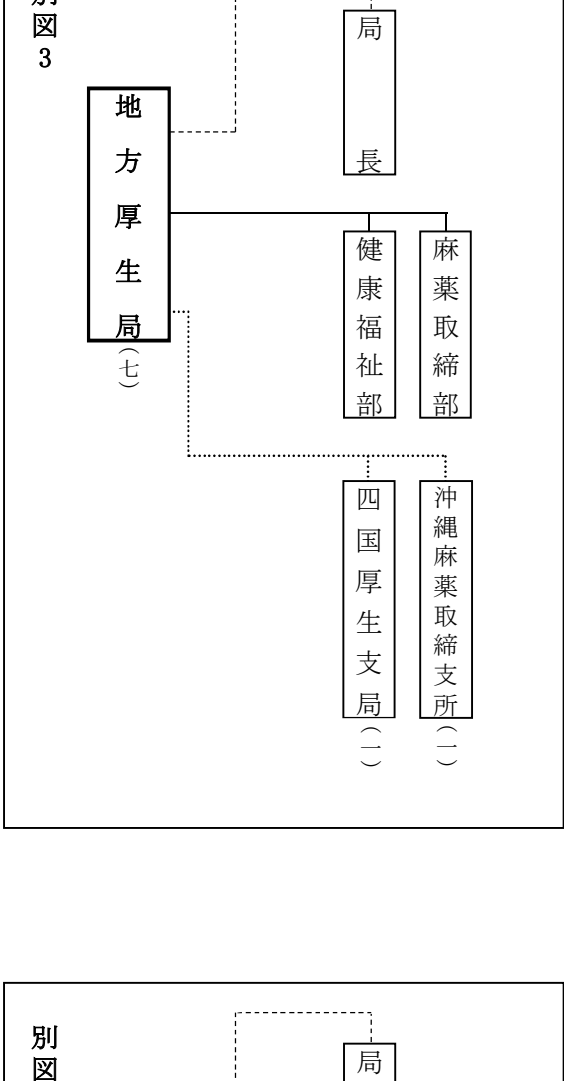 図3
局長
地方厚生局（七）
麻薬取締部
健康福祉部
沖縄麻薬取締支所（一）
四国厚生支局（一）
別図
局